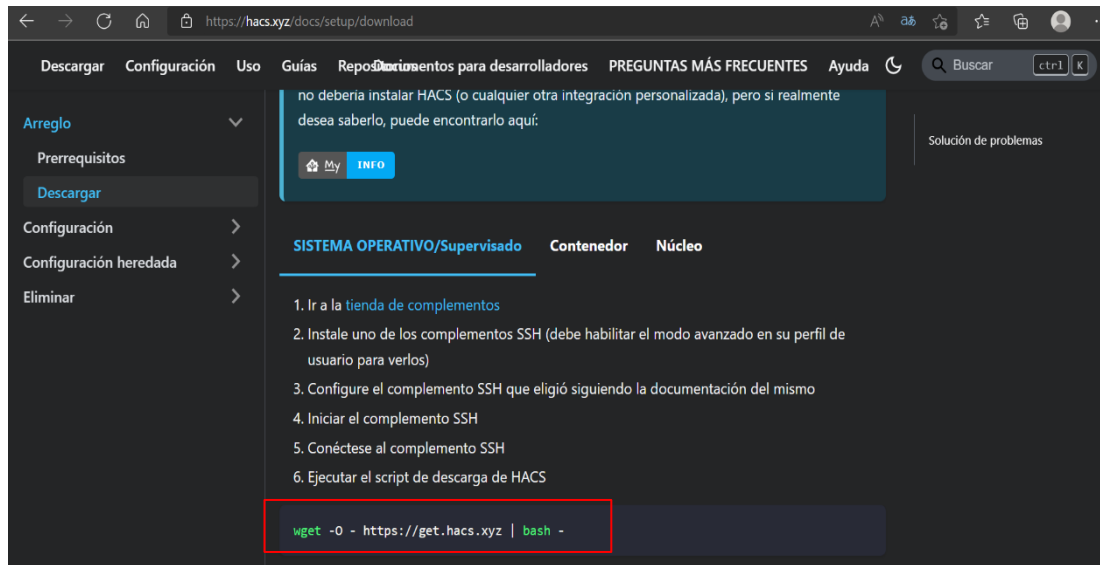 https://hacs.xyz/docs/setup/download
Descargar Configuración Uso Guías Repositorios Documentos para desarrolladores PREGUNTAS MÁS FRECUENTES Ayuda Buscar ctrl K
no debería instalar HACS (o cualquier otra integración personalizada), pero si realmente
desea saberlo, puede encontrarlo aquí:
My INFO
Arreglo
Prerrequisitos
Descargar
Configuración
Configuración heredada
Eliminar
SISTEMA OPERATIVO/Supervisado Contenedor Núcleo
1. Ir a la tienda de complementos
2. Instale uno de los complementos SSH (debe habilitar el modo avanzado en su perfil de
usuario para verlos)
3. Configure el complemento SSH que eligió siguiendo la documentación del mismo
4. Iniciar el complemento SSH
5. Conéctese al complemento SSH
6. Ejecutar el script de descarga de HACS
wget -O - https://get.hacs.xyz | bash -
Solución de problemas